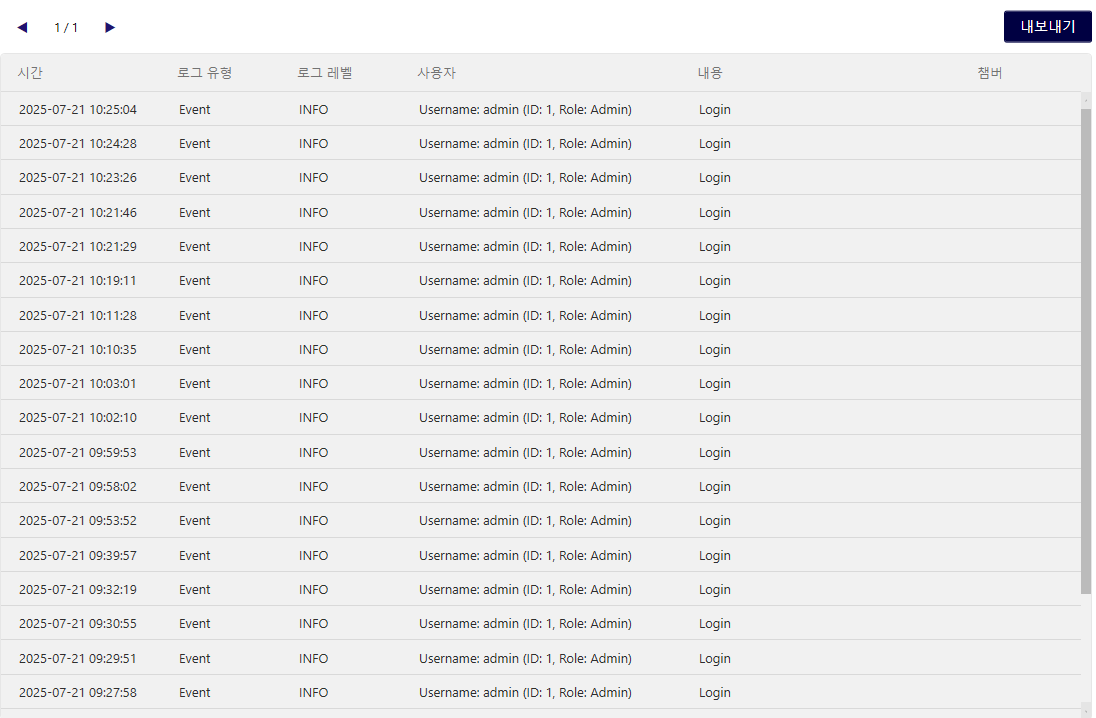 ◀ 1 / 1 ▶ 내보내기
시간 로그 유형 로그 레벨 사용자 내용 챔버
2025-07-21 10:25:04 Event INFO Username: admin (ID: 1, Role: Admin) Login
2025-07-21 10:24:28 Event INFO Username: admin (ID: 1, Role: Admin) Login
2025-07-21 10:23:26 Event INFO Username: admin (ID: 1, Role: Admin) Login
2025-07-21 10:21:46 Event INFO Username: admin (ID: 1, Role: Admin) Login
2025-07-21 10:21:29 Event INFO Username: admin (ID: 1, Role: Admin) Login
2025-07-21 10:19:11 Event INFO Username: admin (ID: 1, Role: Admin) Login
2025-07-21 10:11:28 Event INFO Username: admin (ID: 1, Role: Admin) Login
2025-07-21 10:10:35 Event INFO Username: admin (ID: 1, Role: Admin) Login
2025-07-21 10:03:01 Event INFO Username: admin (ID: 1, Role: Admin) Login
2025-07-21 10:02:10 Event INFO Username: admin (ID: 1, Role: Admin) Login
2025-07-21 09:59:53 Event INFO Username: admin (ID: 1, Role: Admin) Login
2025-07-21 09:58:02 Event INFO Username: admin (ID: 1, Role: Admin) Login
2025-07-21 09:53:52 Event INFO Username: admin (ID: 1, Role: Admin) Login
2025-07-21 09:39:57 Event INFO Username: admin (ID: 1, Role: Admin) Login
2025-07-21 09:32:19 Event INFO Username: admin (ID: 1, Role: Admin) Login
2025-07-21 09:30:55 Event INFO Username: admin (ID: 1, Role: Admin) Login
2025-07-21 09:29:51 Event INFO Username: admin (ID: 1, Role: Admin) Login
2025-07-21 09:27:58 Event INFO Username: admin (ID: 1, Role: Admin) Login